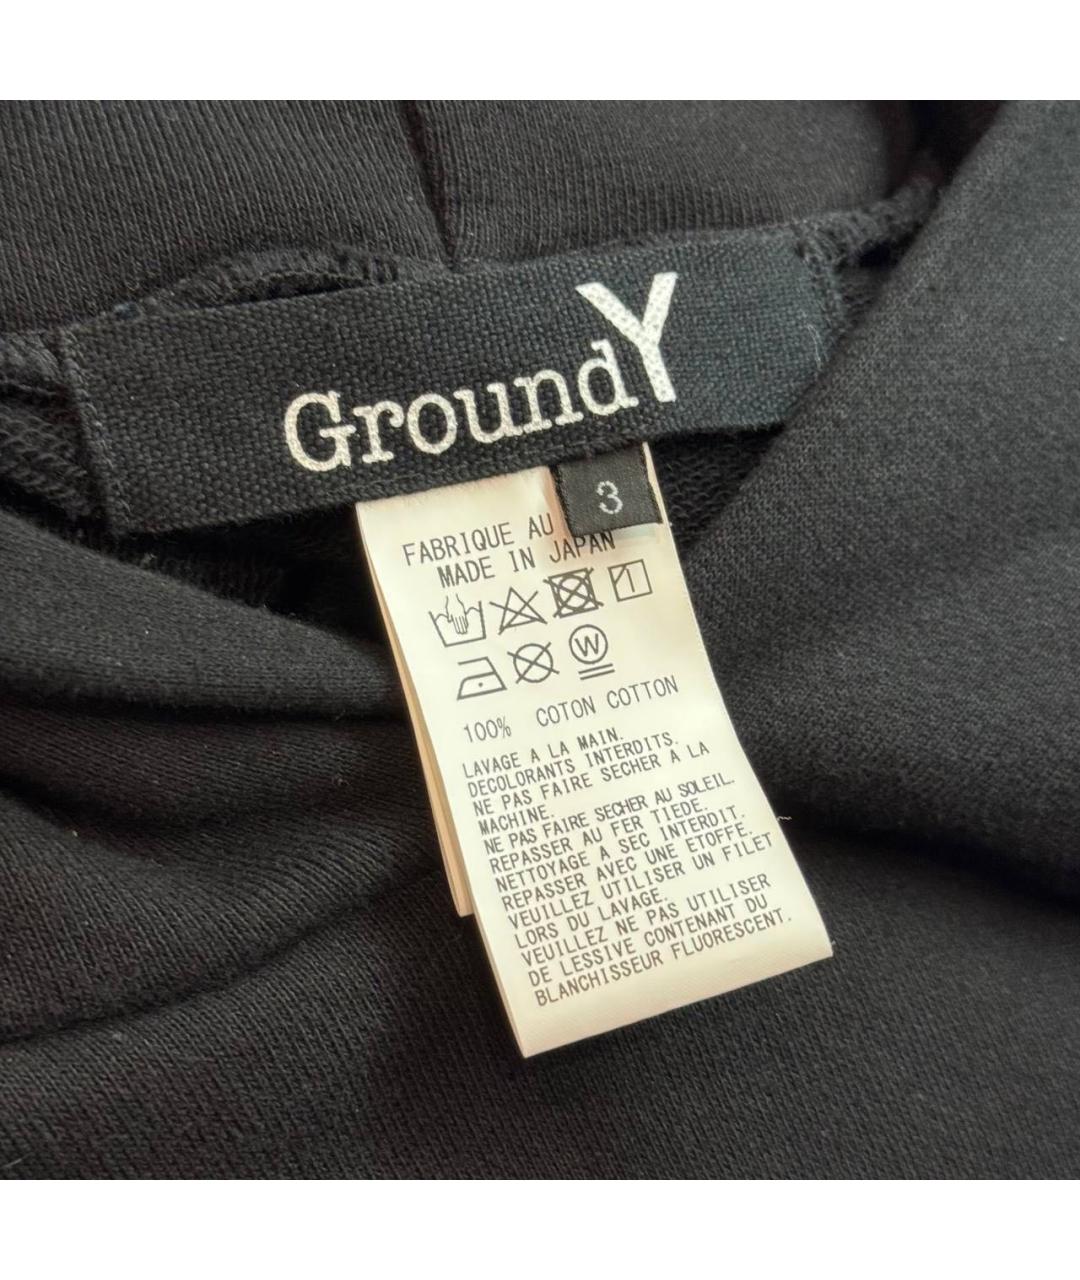 GroundY
3
FABRIQUE AU
MADE IN JAPAN
W
100% COTON COTTON
LAVAGE A LA MAIN.
DECOLORANTS INTERDITS.
NE PAS FAIRE SECHER A LA
MACHINE.
NE PAS FAIRE SECHER AU SOLEIL.
REPASSER AU FER TIEDE.
NETTOYAGE A SEC INTERDIT.
REPASSER AVEC UNE ETOFFE.
VEUILLEZ UTILISER UN FILET
LORS DU LAVAGE.
VEUILLEZ NE PAS UTILISER
DE LESSIVE CONTENANT DU
BLANCHISSEUR FLUORESCENT.